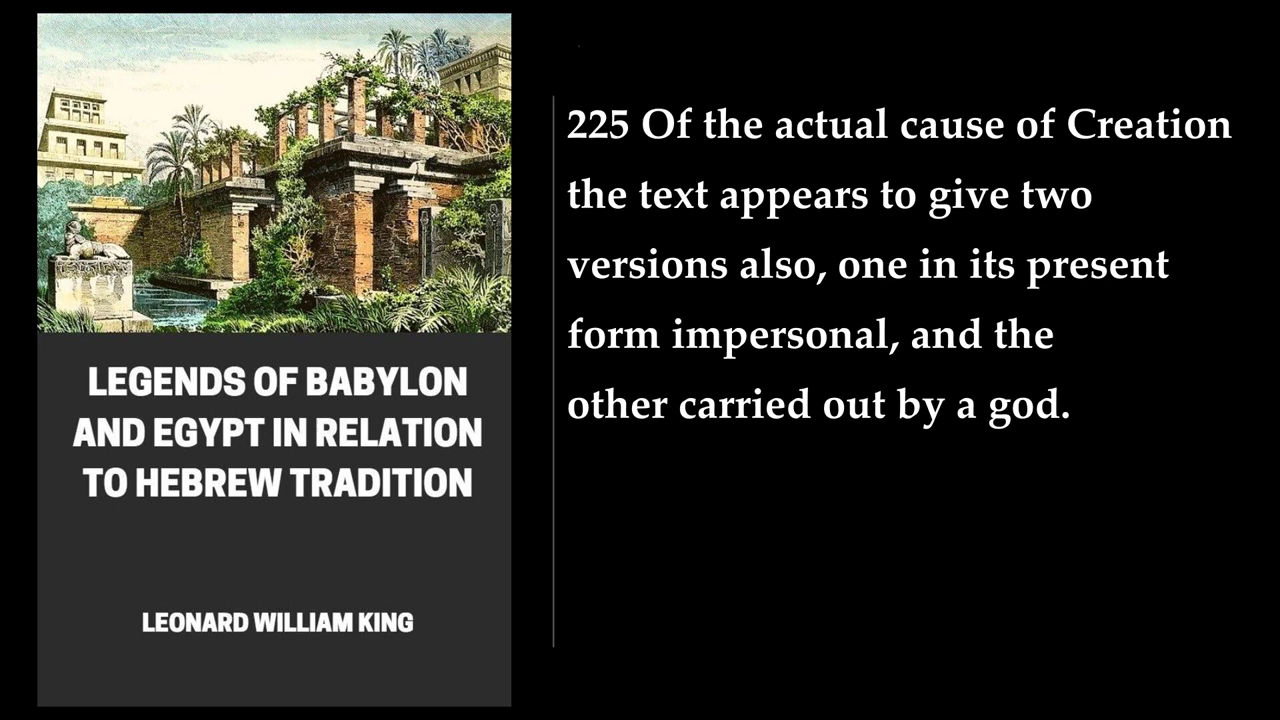 LEGENDS OF BABYLON
AND EGYPT IN RELATION
TO HEBREW TRADITION
LEONARD WILLIAM KING
225 Of the actual cause of Creation
the text appears to give two
versions also, one in its present
form impersonal, and the
other carried out by a god.